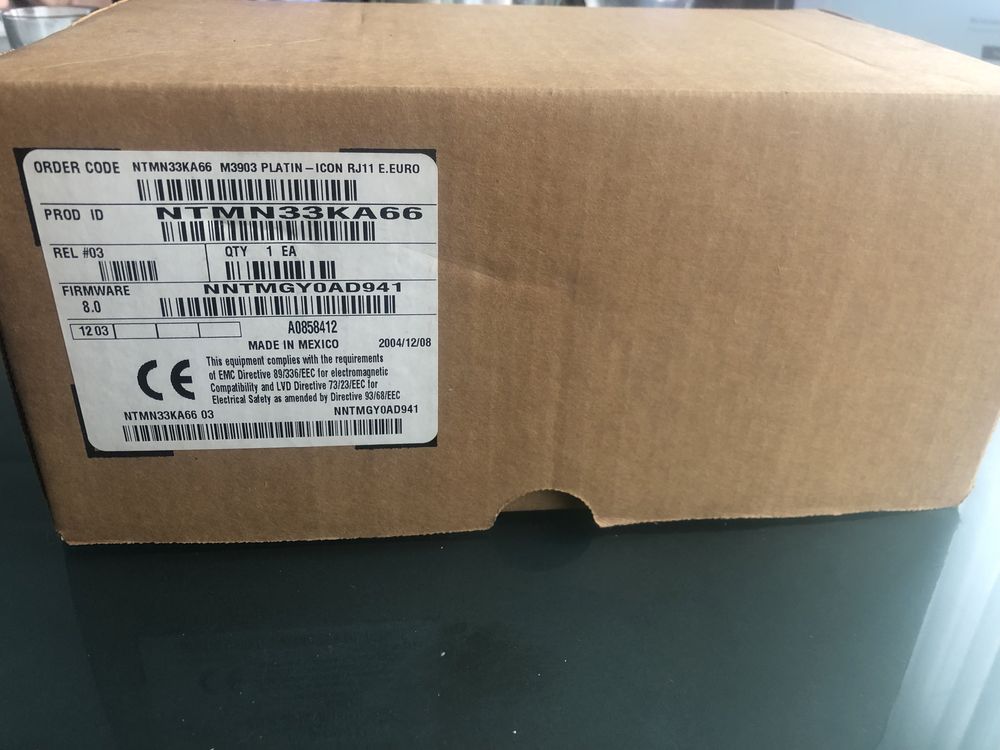 ORDER CODE NTMN33KA66 M3903 PLATIN-ICON RJ11 E.EURO
PROD ID NTMN33KA66
REL #03 QTY 1 EA
FIRMWARE NNTMGY0AD941
8.0
12 03 A0858412
MADE IN MEXICO 2004/12/08
CE This equipment complies with the requirements
of EMC Directive 89/336/EEC for electromagnetic
Compatibility and LVD Directive 73/23/EEC for
Electrical Safety as amended by Directive 93/68/EEC
NTMN33KA66 03 NNTMGY0AD941